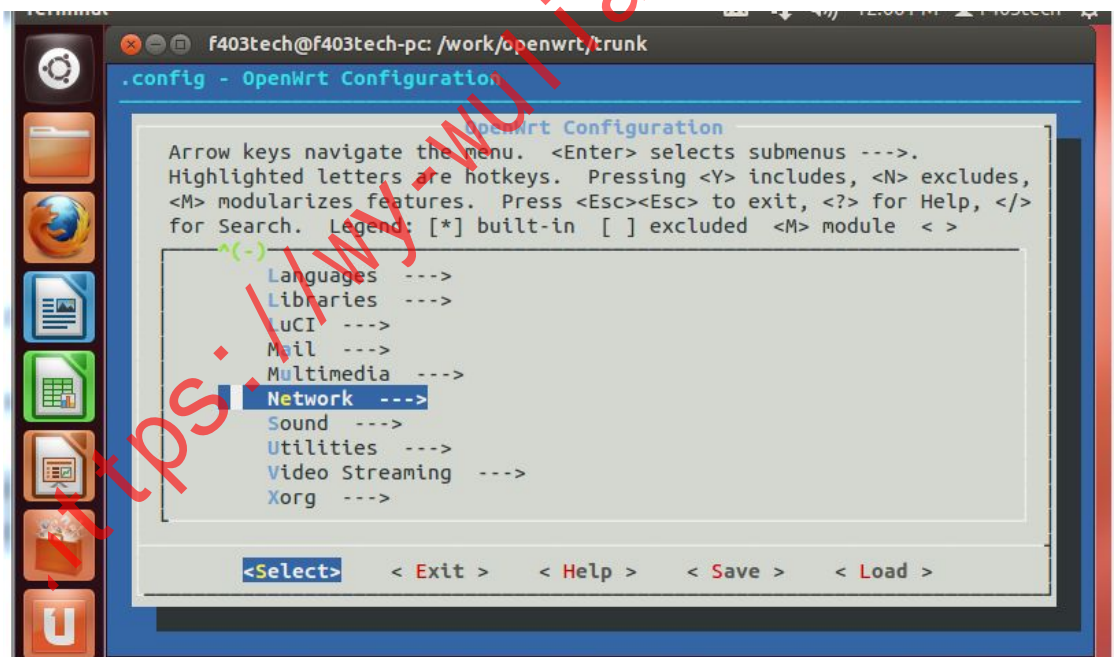 f403tech@f403tech-pc: /work/openwrt/trunk
.config - OpenWrt Configuration
OpenWrt Configuration
Arrow keys navigate the menu.  <Enter> selects submenus --->.
Highlighted letters are hotkeys.  Pressing <Y> includes, <N> excludes,
<M> modularizes features.  Press <Esc><Esc> to exit, <?> for Help, </>
for Search.  Legend: [*] built-in  [ ] excluded  <M> module  < >
^(-)
Languages  --->
Libraries  --->
LuCI  --->
Mail  --->
Multimedia  --->
Network  --->
Sound  --->
Utilities  --->
Video Streaming  --->
Xorg  --->
<Select>    < Exit >    < Help >    < Save >    < Load >